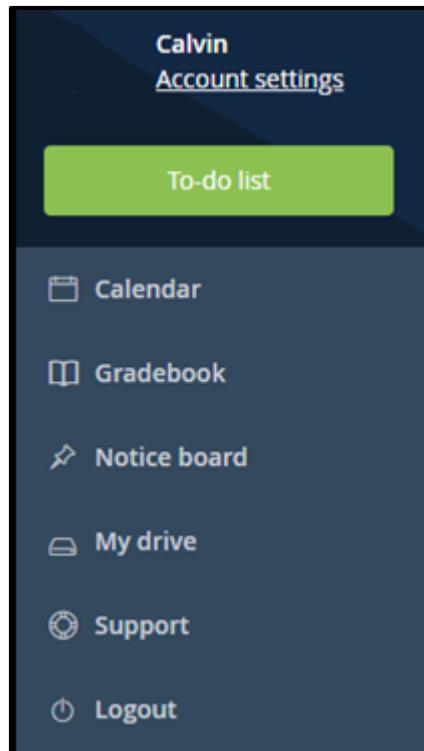 Calvin
Account settings
To-do list
Calendar
Gradebook
Notice board
My drive
Support
Logout